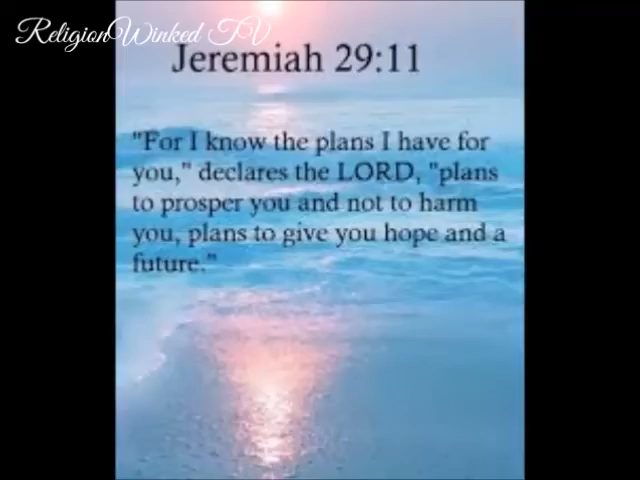 ReligionWinked TV
Jeremiah 29:11
"For I know the plans I have for
you," declares the LORD, "plans
to prosper you and not to harm
you, plans to give you hope and a
future."